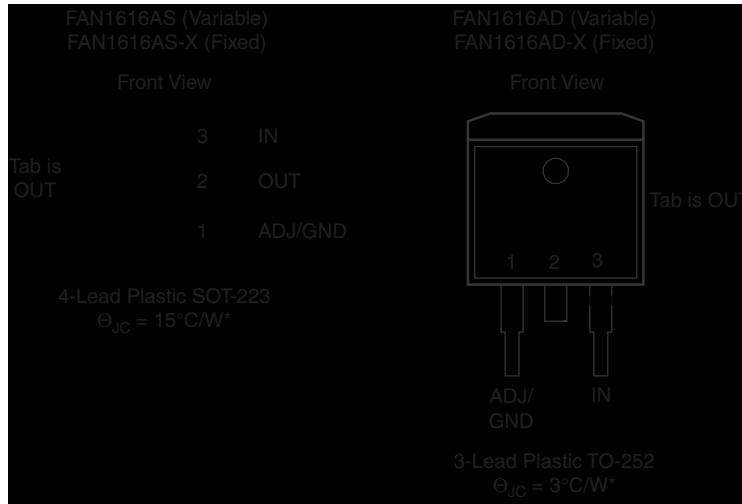 FAN1616AS (Variable)
FAN1616AS-X (Fixed)
Front View
3 IN
Tab is
OUT
2 OUT
1 ADJ/GND
4-Lead Plastic SOT-223
ΘJC = 15°C/W*
FAN1616AD (Variable)
FAN1616AD-X (Fixed)
Front View
Tab is OUT
1 2 3
ADJ/
GND
IN
3-Lead Plastic TO-252
ΘJC = 3°C/W*